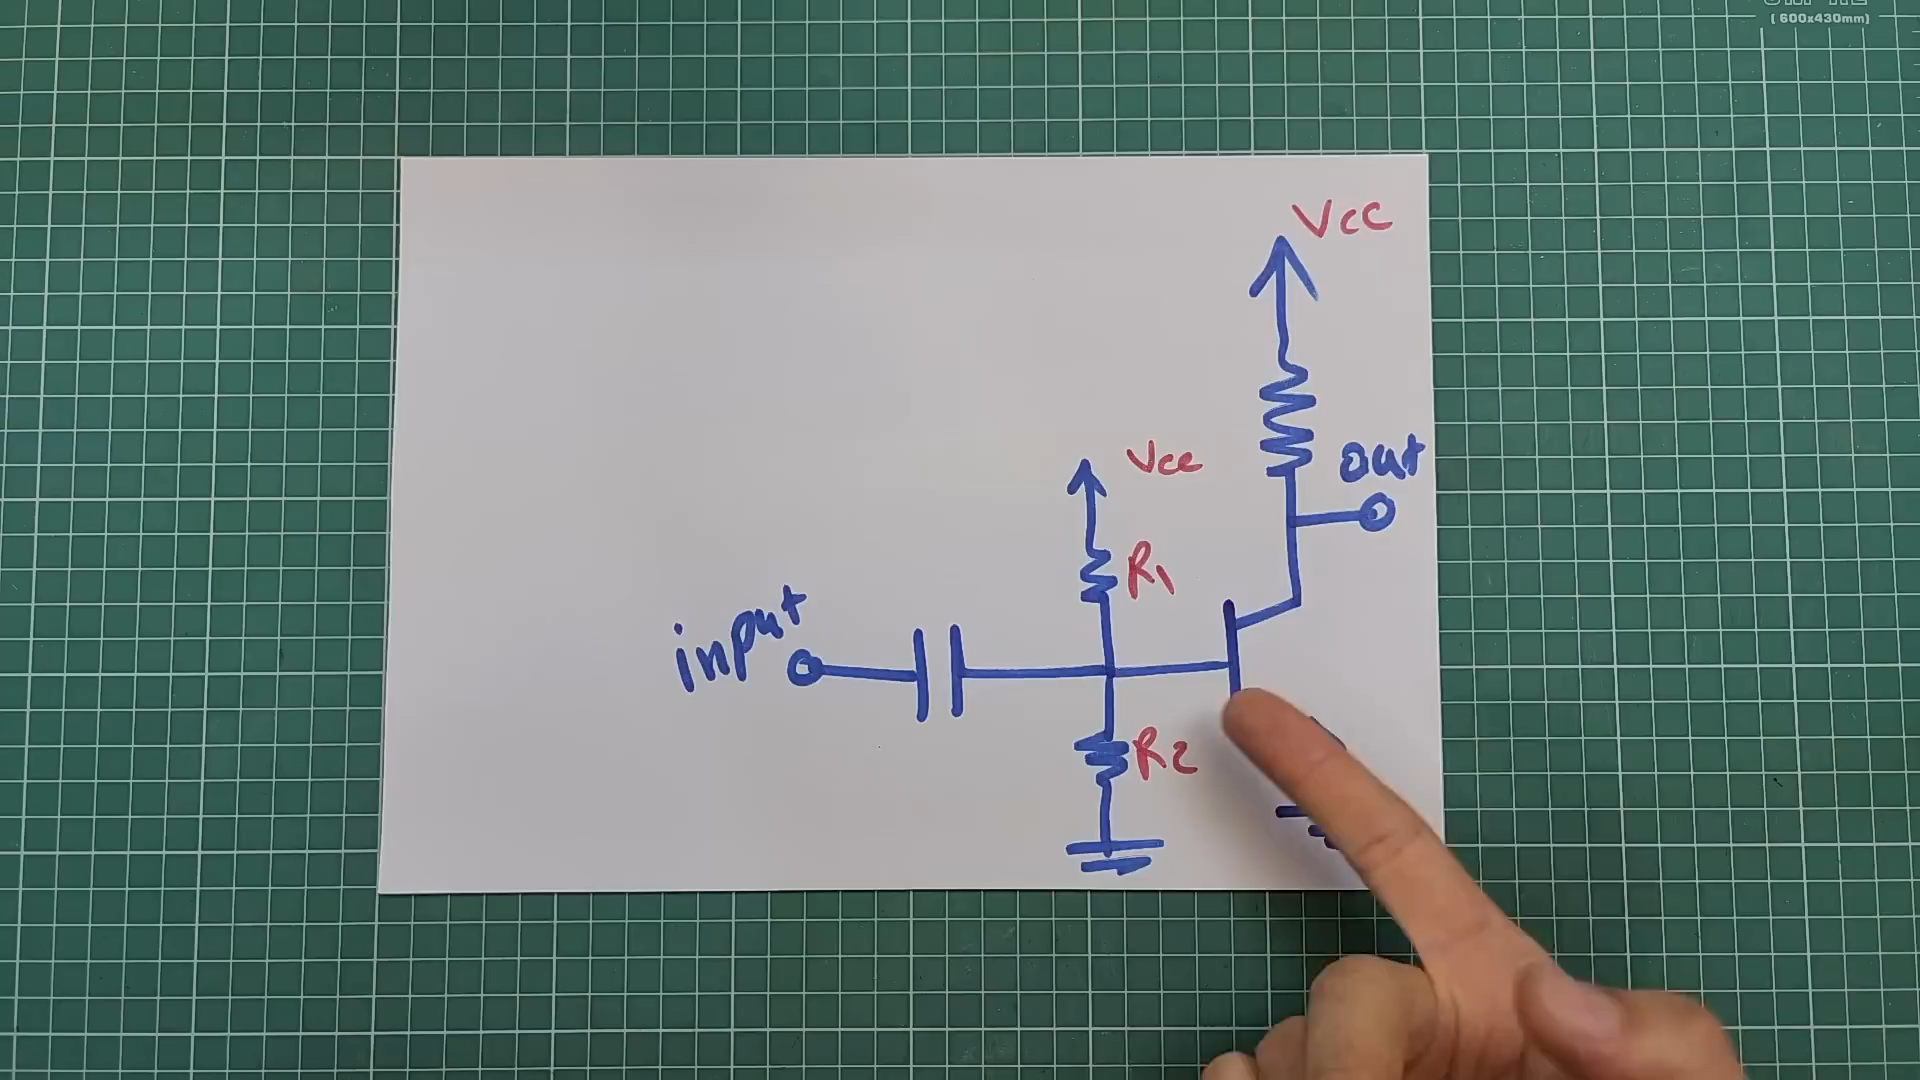 (600x430mm)
Vcc
out
Vcc
R1
input
R2